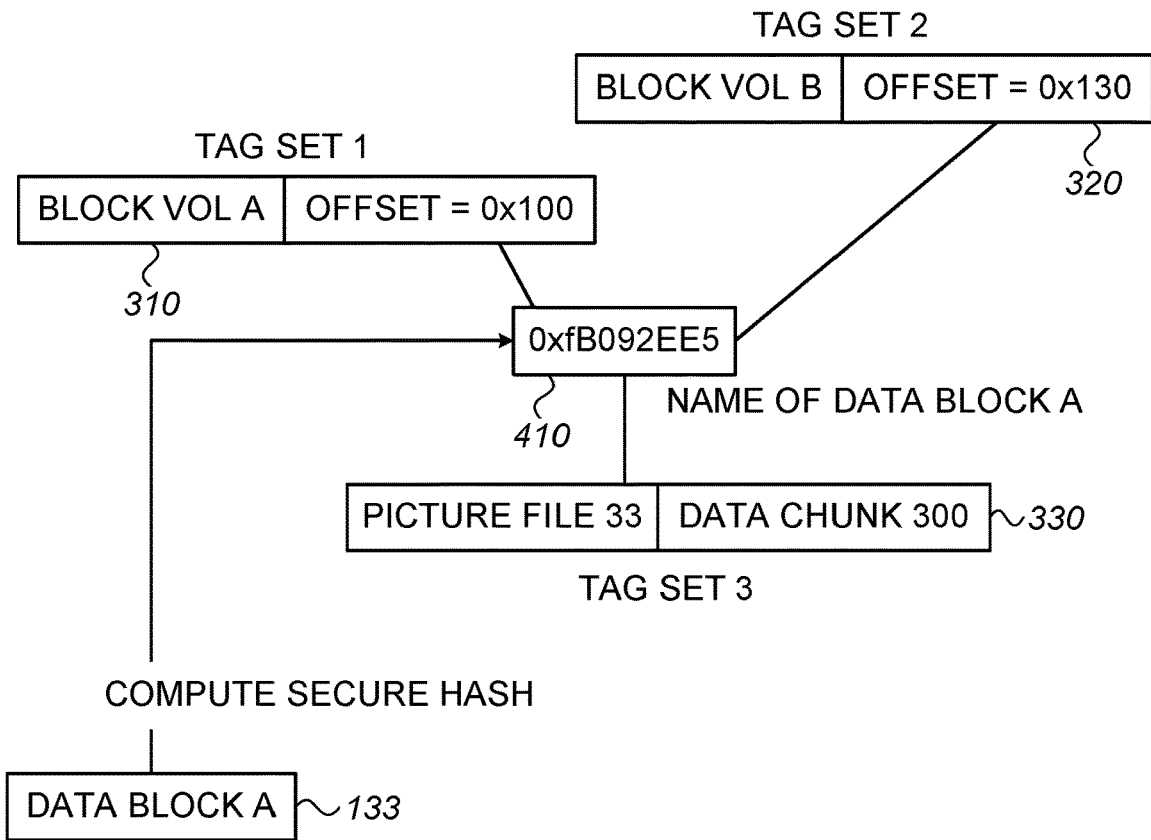 TAG SET 2
BLOCK VOL B OFFSET = 0x130
320
TAG SET 1
BLOCK VOL A OFFSET = 0x100
310
0xfB092EE5
410
NAME OF DATA BLOCK A
PICTURE FILE 33 DATA CHUNK 300 330
TAG SET 3
COMPUTE SECURE HASH
DATA BLOCK A 133